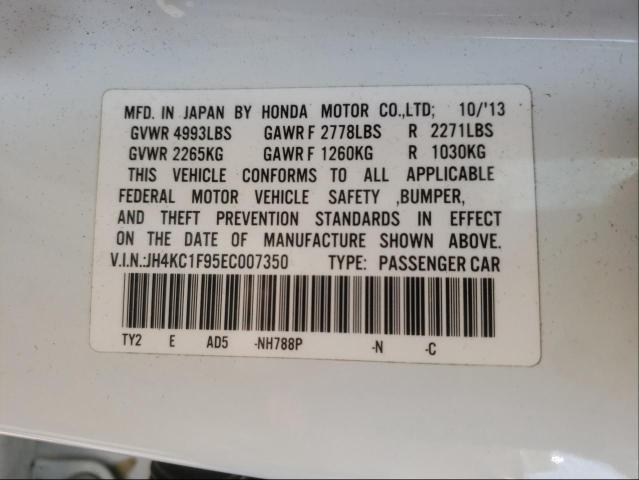 MFD. IN JAPAN BY HONDA MOTOR CO.,LTD; 10/'13
GVWR 4993LBS GAWR F 2778LBS R 2271LBS
GVWR 2265KG GAWR F 1260KG R 1030KG
THIS VEHICLE CONFORMS TO ALL APPLICABLE
FEDERAL MOTOR VEHICLE SAFETY ,BUMPER,
AND THEFT PREVENTION STANDARDS IN EFFECT
ON THE DATE OF MANUFACTURE SHOWN ABOVE.
V.I.N.:JH4KC1F95EC007350 TYPE: PASSENGER CAR
TY2 E AD5 -NH788P -N -C